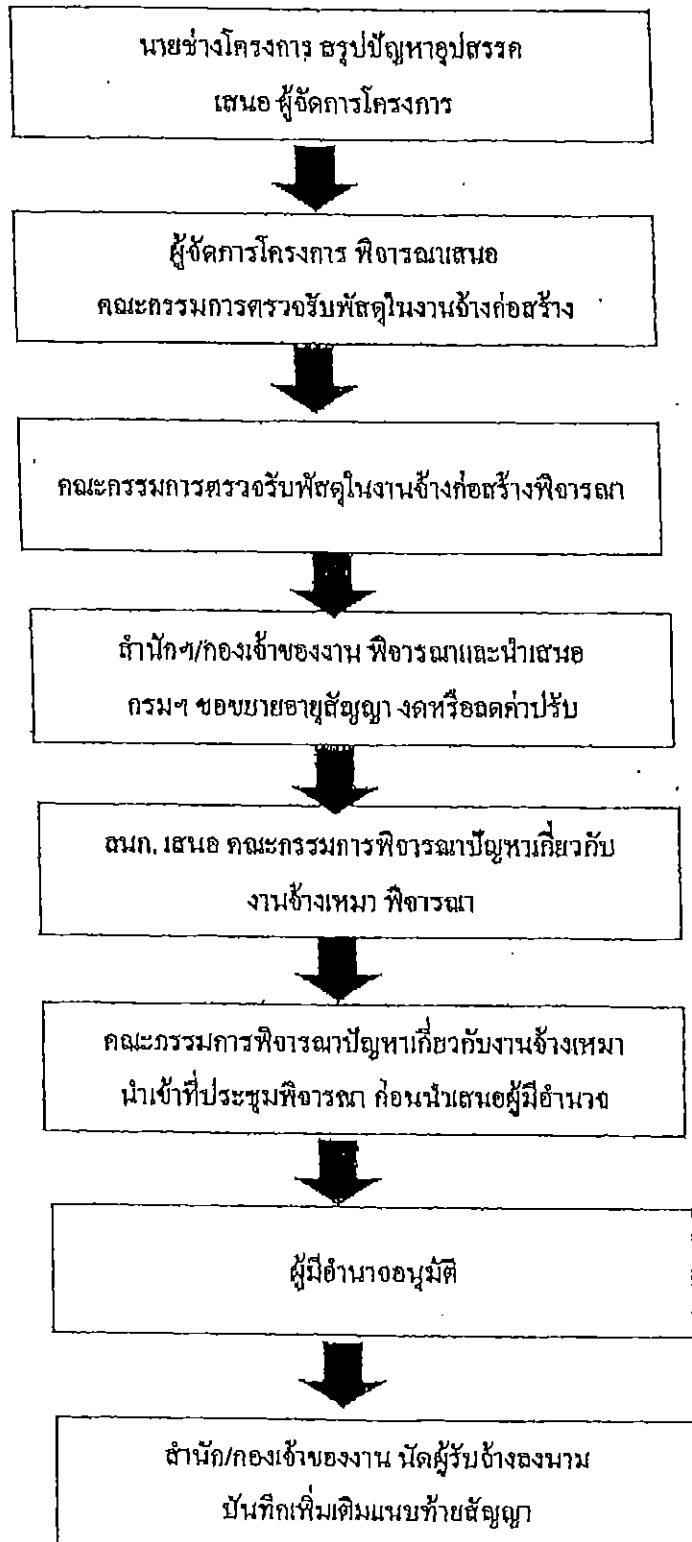 นายช่างโครงการ สรุปปัญหาอุปสรรค
เสนอ ผู้จัดการโครงการ
ผู้จัดการโครงการ พิจารณาเสนอ
คณะกรรมการตรวจรับพัสดุในงานจ้างก่อสร้าง
คณะกรรมการตรวจรับพัสดุในงานจ้างก่อสร้างพิจารณา
สำนักฯ/กองเจ้าของงาน พิจารณาและนำเสนอ
กรมฯ ขอขยายอายุสัญญา งดหรือลดค่าปรับ
สนก. เสนอ คณะกรรมการพิจารณาปัญหาเกี่ยวกับ
งานจ้างเหมา พิจารณา
คณะกรรมการพิจารณาปัญหาเกี่ยวกับงานจ้างเหมา
นำเข้าที่ประชุมพิจารณา ก่อนนำเสนอผู้มีอำนาจ
ผู้มีอำนาจอนุมัติ
สำนัก/กองเจ้าของงาน นัดผู้รับจ้างลงนาม
บันทึกเพิ่มเติมแนบท้ายสัญญา